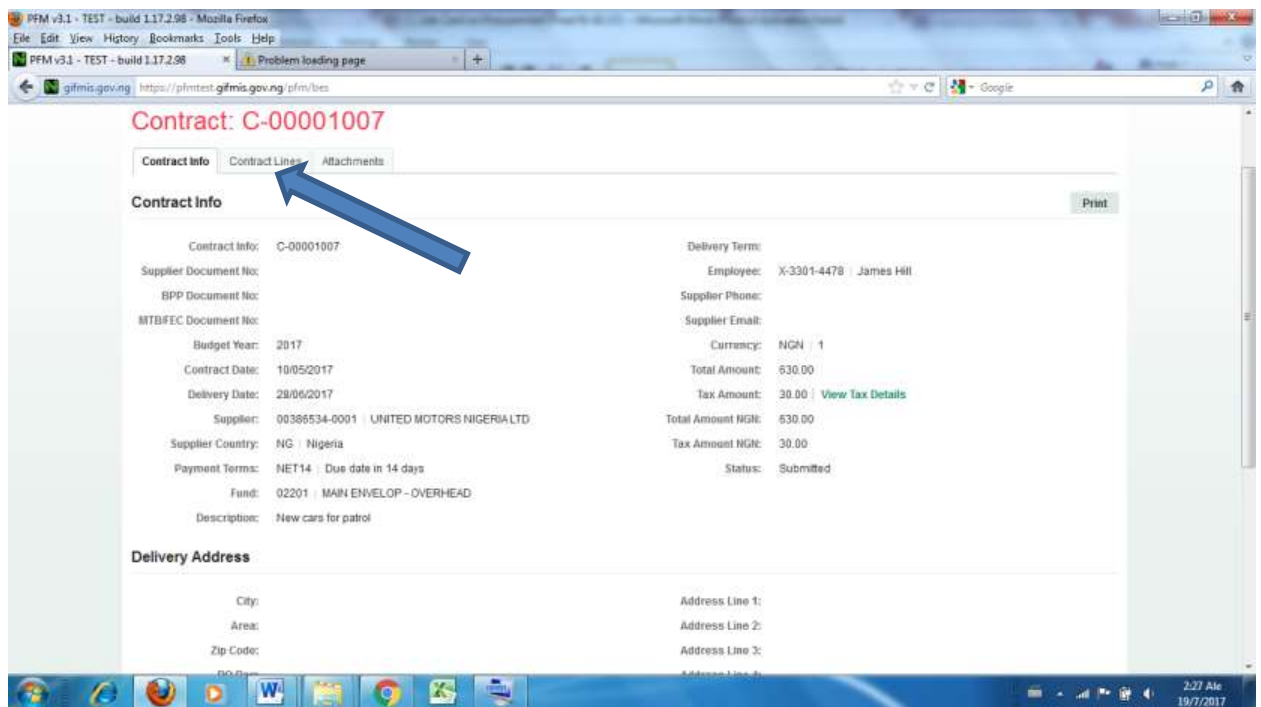 PFM v3.1 - TEST - build 1.17.2.98 - Mozilla Firefox
File Edit View History Bookmarks Tools Help
PFM v3.1 - TEST - build 1.17.2.98 × Problem loading page +
gifmis.gov.ng https://pfmtest.gifmis.gov.ng/pfm/bes Google
Contract: C-00001007
Contract Info Contract Lines Attachments
Contract Info Print
Contract Info: C-00001007 Delivery Term:
Supplier Document No: Employee: X-3301-4478 | James Hill
BPP Document No: Supplier Phone:
MTB/FEC Document No: Supplier Email:
Budget Year: 2017 Currency: NGN | 1
Contract Date: 10/05/2017 Total Amount: 630.00
Delivery Date: 28/06/2017 Tax Amount: 30.00 | View Tax Details
Supplier: 00386534-0001 | UNITED MOTORS NIGERIA LTD Total Amount NGN: 630.00
Supplier Country: NG | Nigeria Tax Amount NGN: 30.00
Payment Terms: NET14 | Due date in 14 days Status: Submitted
Fund: 02201 | MAIN ENVELOP - OVERHEAD
Description: New cars for patrol
Delivery Address
City: Address Line 1:
Area: Address Line 2:
Zip Code: Address Line 3:
2:27 Ale
19/7/2017